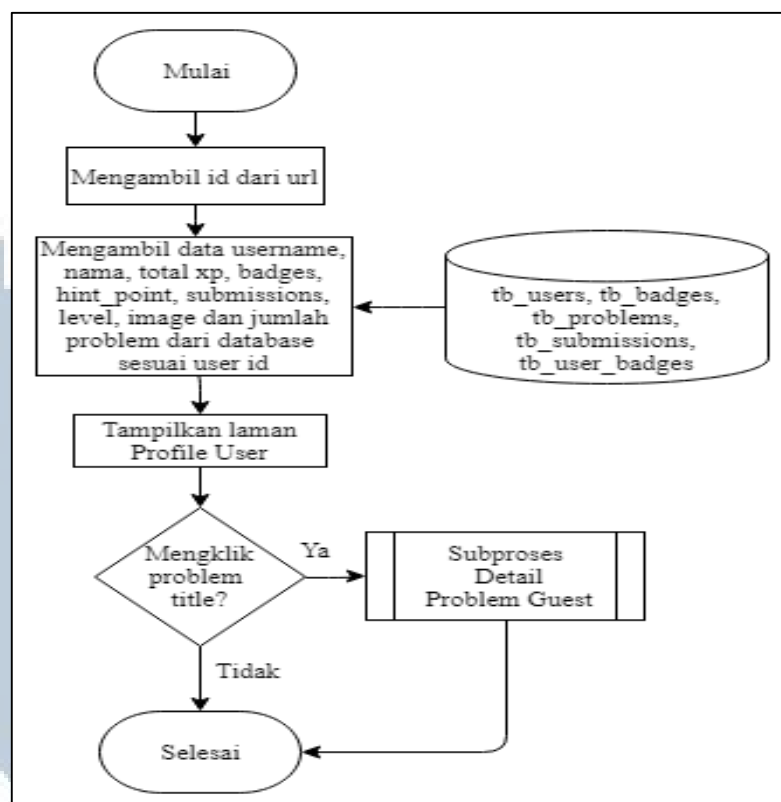 Mulai
Mengambil id dari url
Mengambil data username,
nama, total xp, badges,
hint_point, submissions,
level, image dan jumlah
problem dari database
sesuai user id
tb_users, tb_badges,
tb_problems,
tb_submissions,
tb_user_badges
Tampilkan laman
Profile User
Mengklik
problem
title?
Ya
Subproses
Detail
Problem Guest
Tidak
Selesai